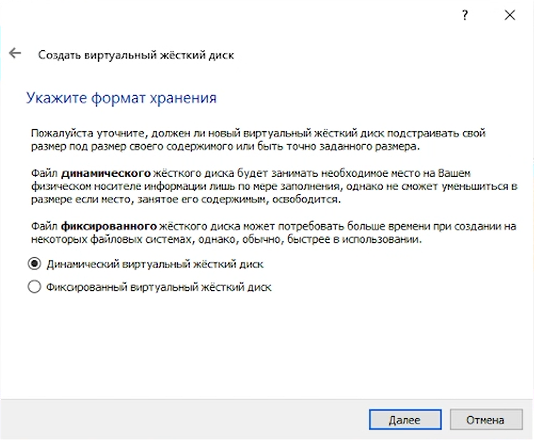 ?
Создать виртуальный жёсткий диск
Укажите формат хранения
Пожалуйста уточните, должен ли новый виртуальный жёсткий диск подстраивать свой
размер под размер своего содержимого или быть точно заданного размера.
Файл динамического жёсткого диска будет занимать необходимое место на Вашем
физическом носителе информации лишь по мере заполнения, однако не сможет уменьшиться в
размере если место, занятое его содержимым, освободится.
Файл фиксированного жёсткого диска может потребовать больше времени при создании на
некоторых файловых системах, однако, обычно, быстрее в использовании.
Динамический виртуальный жёсткий диск
Фиксированный виртуальный жёсткий диск
Далее Отмена